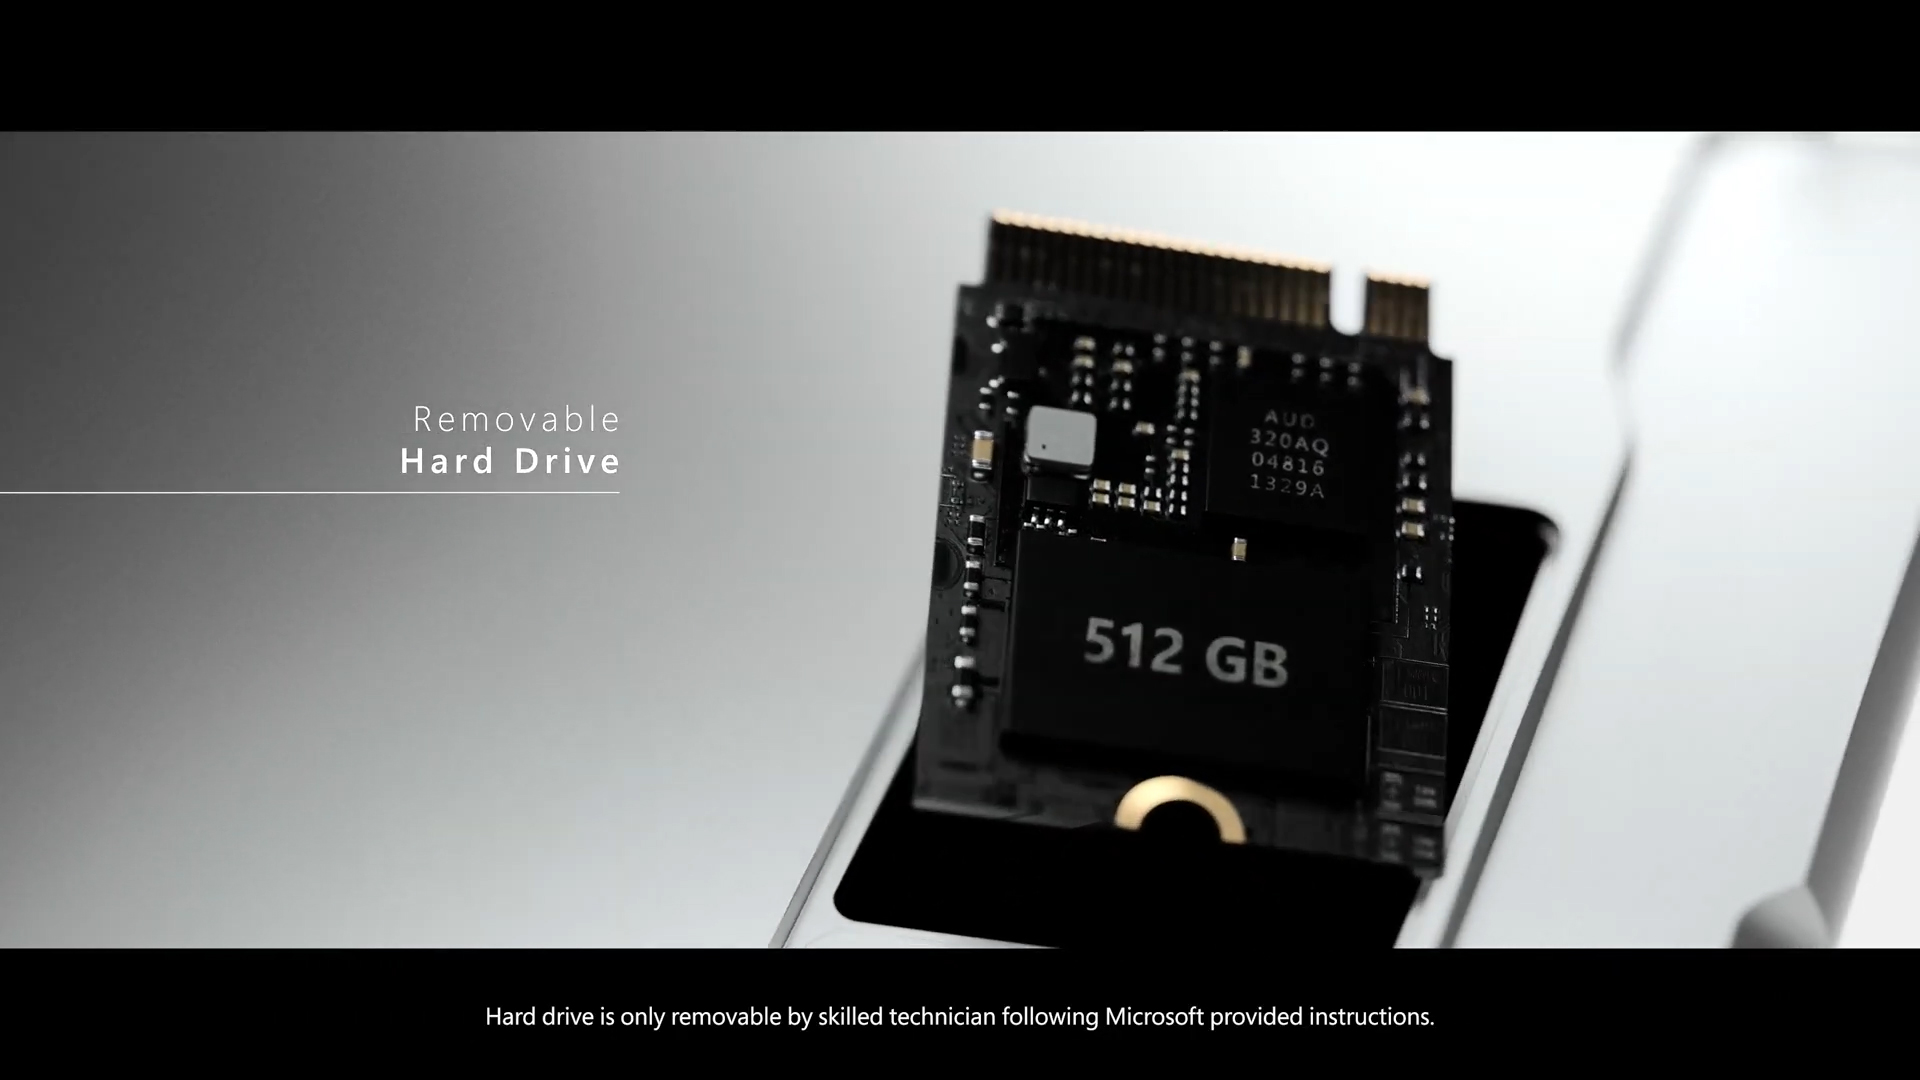 Removable
Hard Drive
AUD
320AQ
04816
1329A
512 GB
Hard drive is only removable by skilled technician following Microsoft provided instructions.